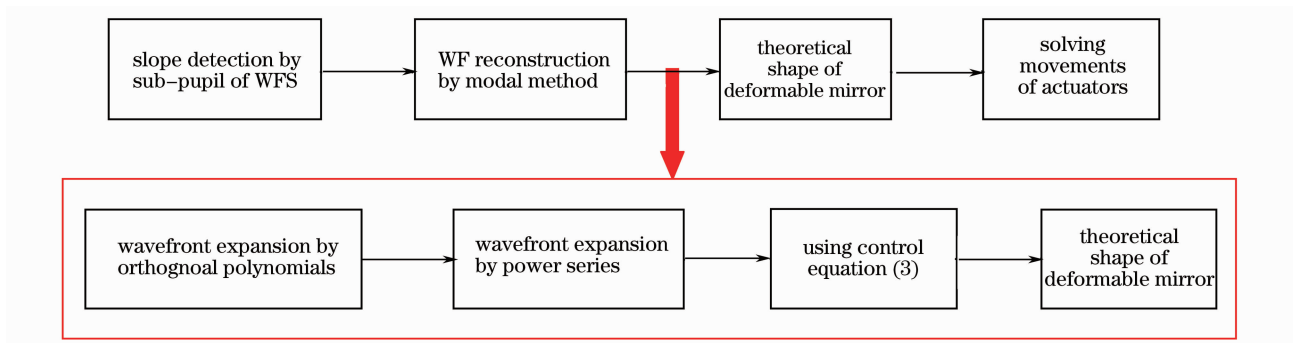 slope detection by
sub-pupil of WFS
WF reconstruction
by modal method
theoretical
shape of
deformable mirror
solving
movements
of actuators
wavefront expansion by
orthognoal polynomials
wavefront expansion
by power series
using control
equation (3)
theoretical
shape of
deformable mirror